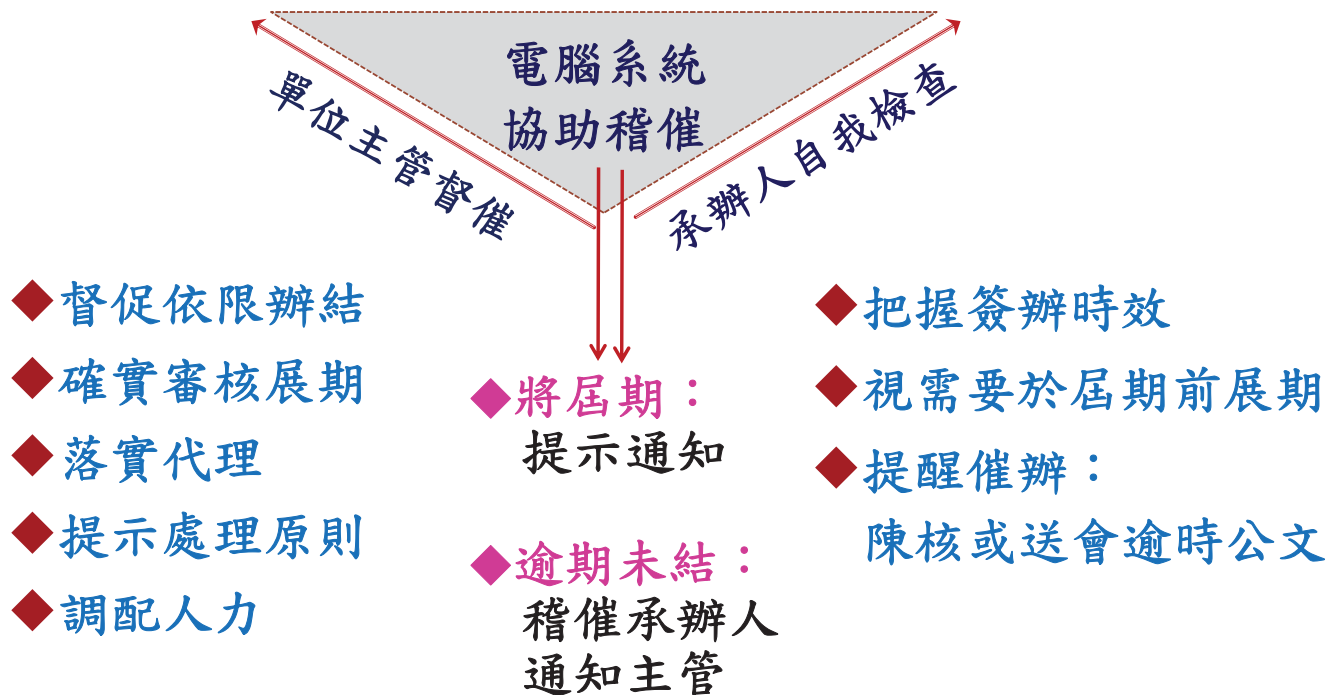 電腦系統
協助稽催
單位主管督催
承辦人自我檢查
◆督促依限辦結
◆確實審核展期
◆落實代理
◆提示處理原則
◆調配人力
◆將屆期：
提示通知
◆逾期未結：
稽催承辦人
通知主管
◆把握簽辦時效
◆視需要於屆期前展期
◆提醒催辦：
陳核或送會逾時公文